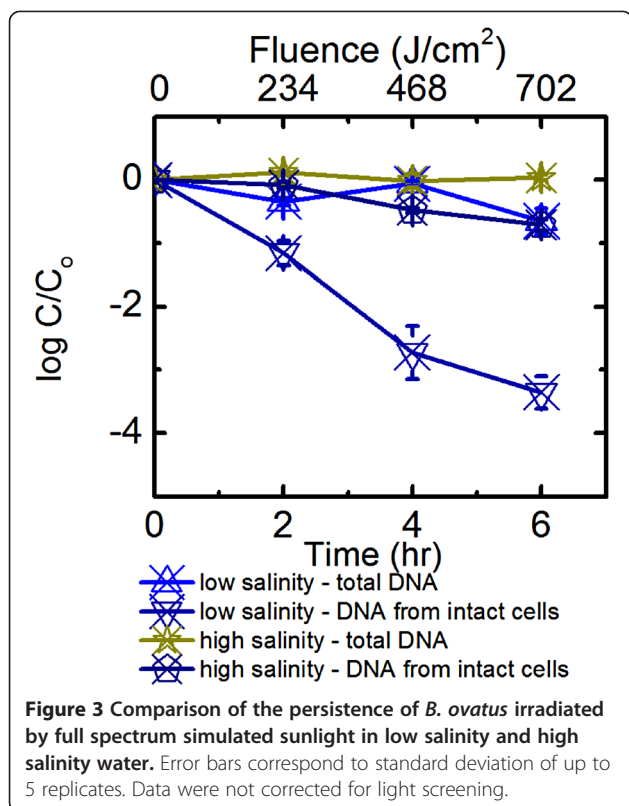 Fluence (J/cm²)
0 234 468 702
0
-2
-4
log C/Co
0 2 4 6
Time (hr)
low salinity - total DNA
low salinity - DNA from intact cells
high salinity - total DNA
high salinity - DNA from intact cells
Figure 3 Comparison of the persistence of B. ovatus irradiated
by full spectrum simulated sunlight in low salinity and high
salinity water. Error bars correspond to standard deviation of up to
5 replicates. Data were not corrected for light screening.